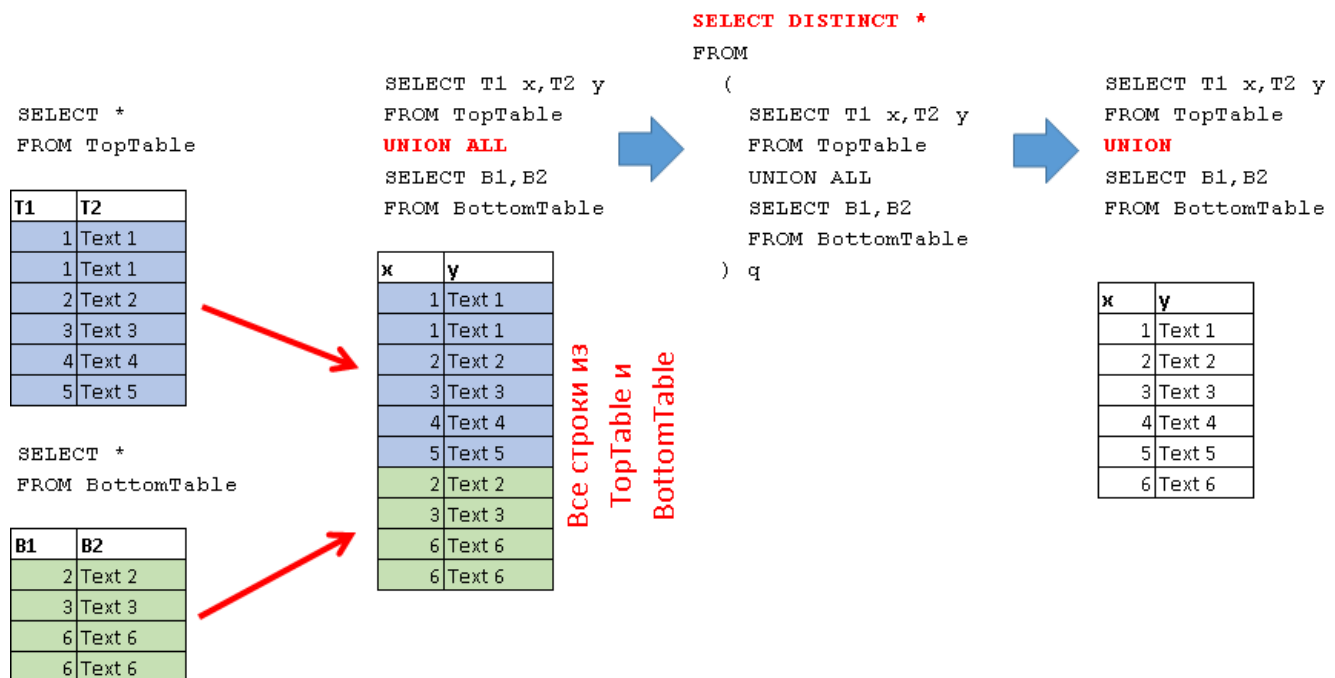 SELECT *
FROM TopTable
T1 T2
1 Text 1
1 Text 1
2 Text 2
3 Text 3
4 Text 4
5 Text 5
SELECT *
FROM BottomTable
B1 B2
2 Text 2
3 Text 3
6 Text 6
6 Text 6
SELECT T1 x,T2 y
FROM TopTable
UNION ALL
SELECT B1,B2
FROM BottomTable
x y
1 Text 1
1 Text 1
2 Text 2
3 Text 3
4 Text 4
5 Text 5
2 Text 2
3 Text 3
6 Text 6
6 Text 6
Все строки из
TopTable и
BottomTable
SELECT DISTINCT *
FROM
(
SELECT T1 x,T2 y
FROM TopTable
UNION ALL
SELECT B1,B2
FROM BottomTable
) q
SELECT T1 x,T2 y
FROM TopTable
UNION
SELECT B1,B2
FROM BottomTable
x y
1 Text 1
2 Text 2
3 Text 3
4 Text 4
5 Text 5
6 Text 6